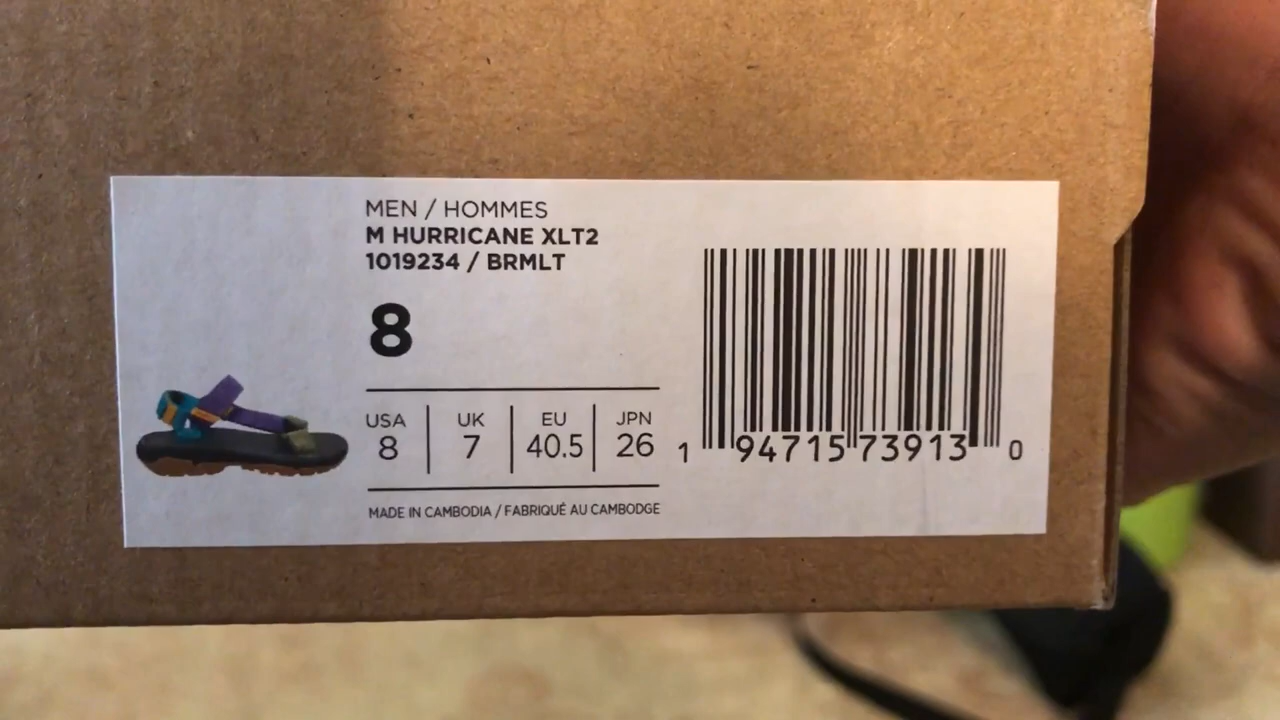 MEN / HOMMES
M HURRICANE XLT2
1019234 / BRMLT
8
USA UK EU JPN
8 7 40.5 26
MADE IN CAMBODIA / FABRIQUÉ AU CAMBODGE
1 94715 73913 0